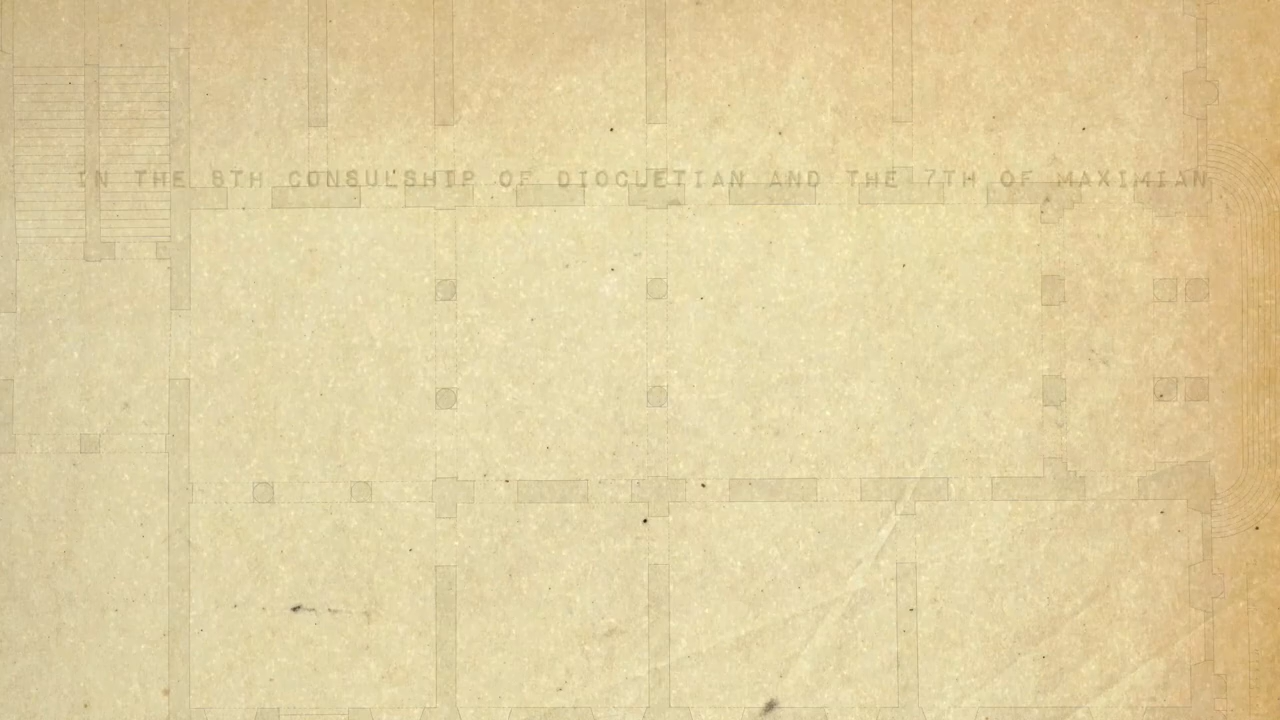 IN THE 8TH CONSULSHIP OF DIOCLETIAN AND THE 7TH OF MAXIMIAN